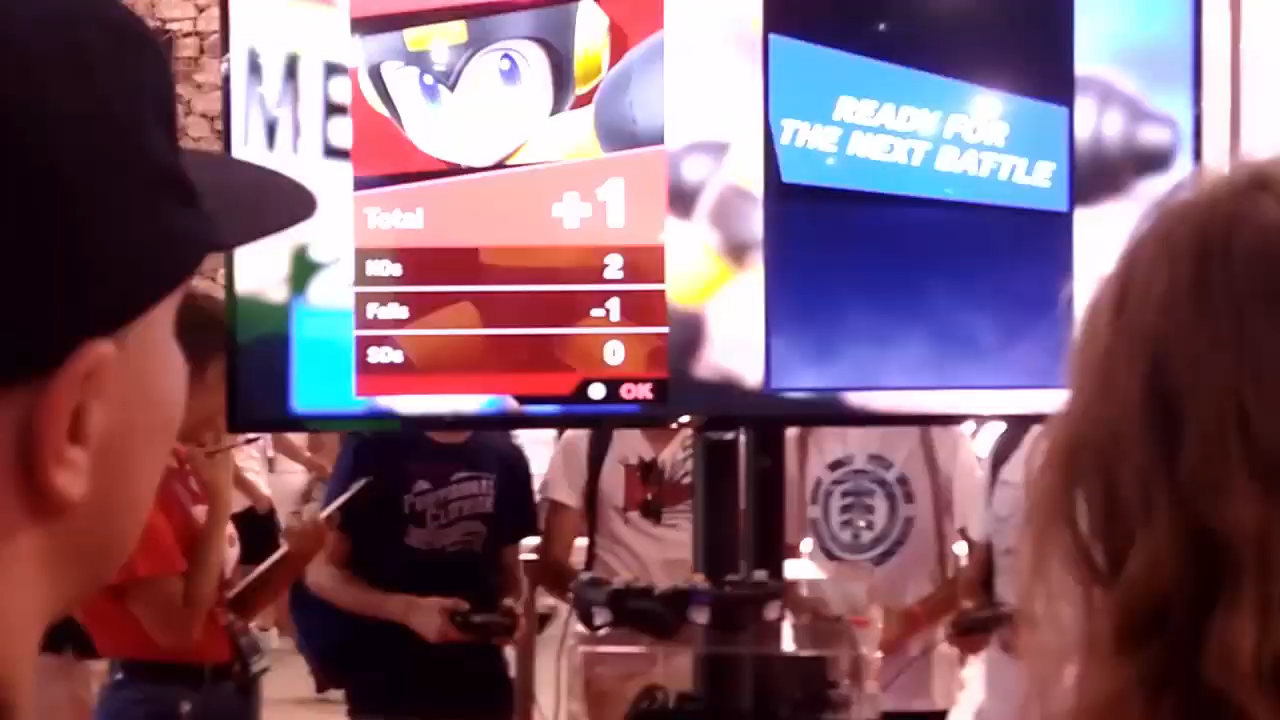 ME
Total +1
KOs 2
Falls -1
SDs 0
OK
READY FOR
THE NEXT BATTLE